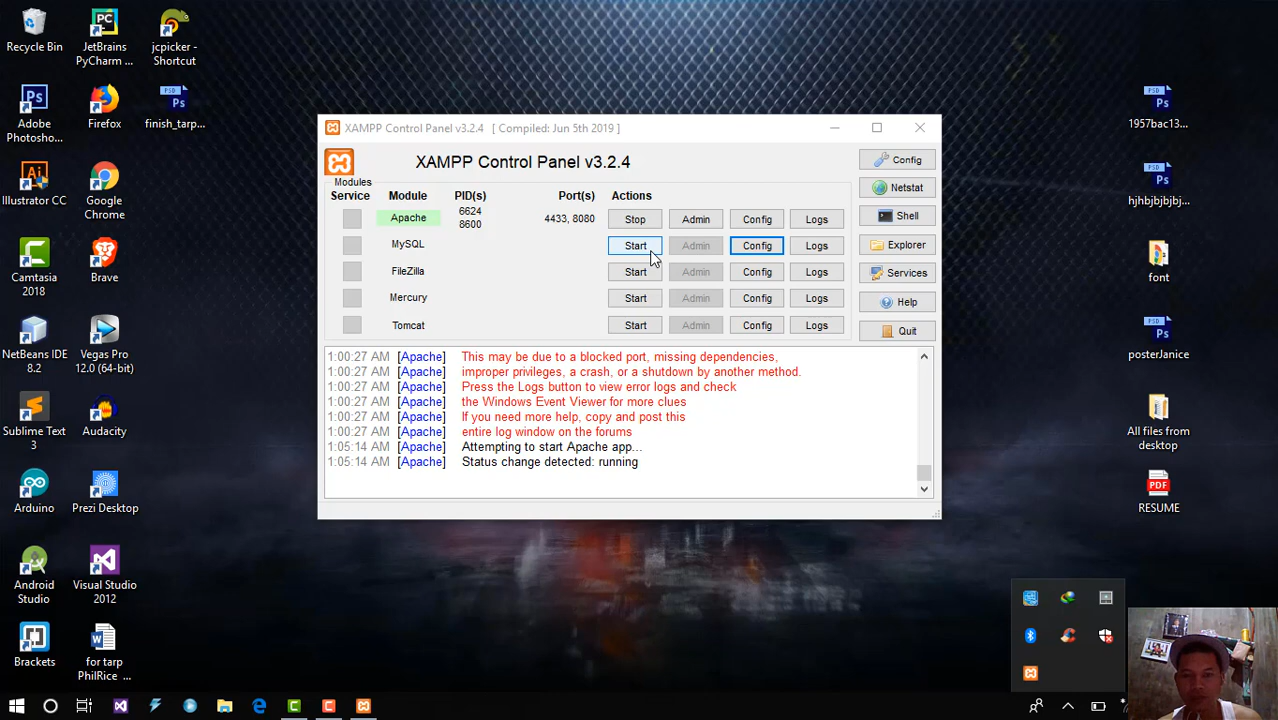 Recycle Bin
JetBrains
PyCharm ...
jcpicker -
Shortcut
Adobe
Photosho...
Firefox
finish_tarp...
Illustrator CC
Google
Chrome
Camtasia
2018
Brave
NetBeans IDE
8.2
Vegas Pro
12.0 (64-bit)
Sublime Text
3
Audacity
Arduino
Prezi Desktop
Android
Studio
Visual Studio
2012
Brackets
for tarp
PhilRice ...
XAMPP Control Panel v3.2.4 [ Compiled: Jun 5th 2019 ]
XAMPP Control Panel v3.2.4
Modules
Service Module PID(s) Port(s) Actions
Apache 6624 8600 4433, 8080 Stop Admin Config Logs
MySQL Start Admin Config Logs
FileZilla Start Admin Config Logs
Mercury Start Admin Config Logs
Tomcat Start Admin Config Logs
Config
Netstat
Shell
Explorer
Services
Help
Quit
1:00:27 AM [Apache] This may be due to a blocked port, missing dependencies,
1:00:27 AM [Apache] improper privileges, a crash, or a shutdown by another method.
1:00:27 AM [Apache] Press the Logs button to view error logs and check
1:00:27 AM [Apache] the Windows Event Viewer for more clues
1:00:27 AM [Apache] If you need more help, copy and post this
1:00:27 AM [Apache] entire log window on the forums
1:05:14 AM [Apache] Attempting to start Apache app...
1:05:14 AM [Apache] Status change detected: running
1957bac13...
hjhbjbjbjbj...
font
posterJanice
All files from
desktop
PDF
RESUME